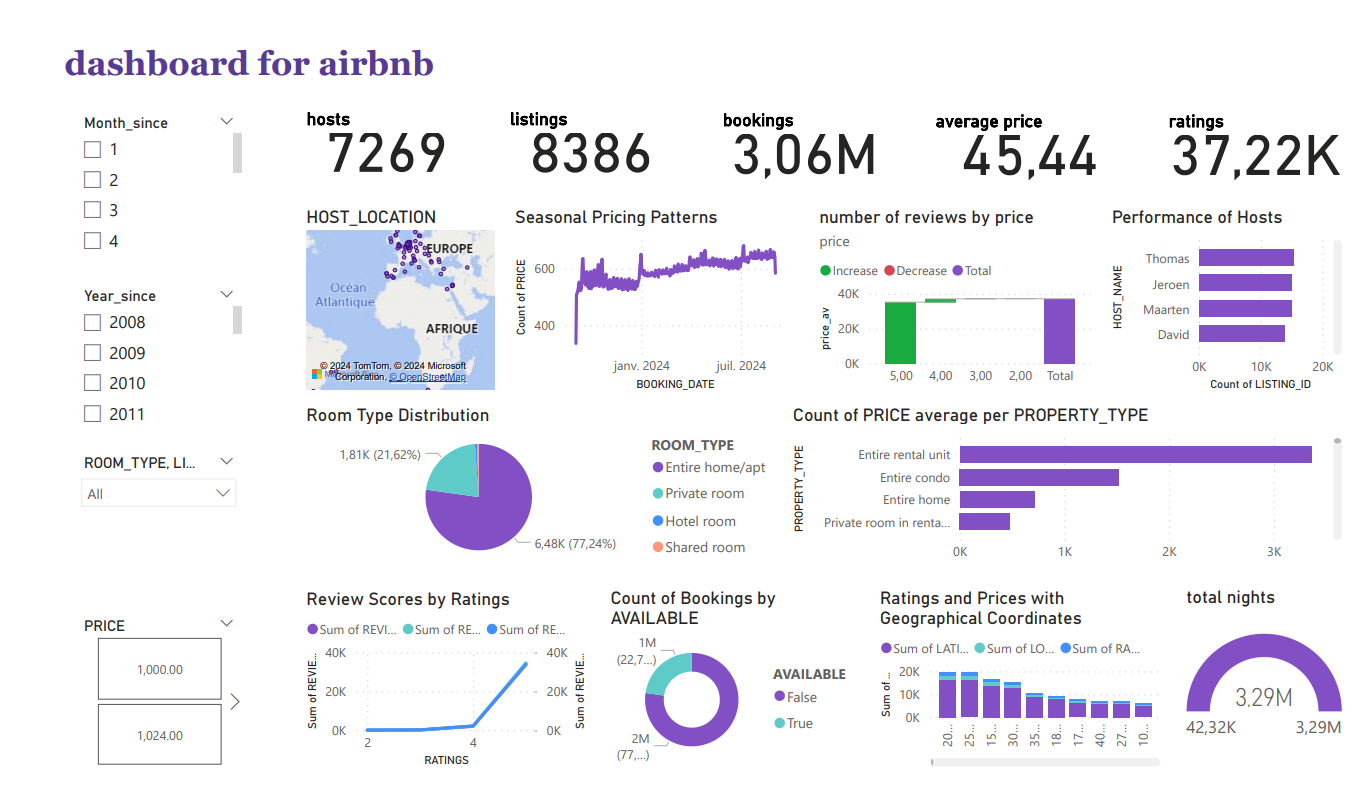 dashboard for airbnb
Month_since
1
2
3
4
Year_since
2008
2009
2010
2011
ROOM_TYPE, LI...
All
PRICE
1,000.00
1,024.00
hosts
7269
listings
8386
bookings
3,06M
average price
45,44
ratings
37,22K
HOST_LOCATION
EUROPE
Océan
Atlantique
AFRIQUE
© 2024 TomTom, © 2024 Microsoft
Corporation, © OpenStreetMap
Seasonal Pricing Patterns
Count of PRICE
600
400
janv. 2024
juil. 2024
BOOKING_DATE
number of reviews by price
price
Increase
Decrease
Total
price_av
40K
20K
0K
5,00
4,00
3,00
2,00
Total
Performance of Hosts
HOST_NAME
Thomas
Jeroen
Maarten
David
0K
10K
20K
Count of LISTING_ID
Room Type Distribution
1,81K (21,62%)
6,48K (77,24%)
ROOM_TYPE
Entire home/apt
Private room
Hotel room
Shared room
Count of PRICE average per PROPERTY_TYPE
PROPERTY_TYPE
Entire rental unit
Entire condo
Entire home
Private room in renta...
0K
1K
2K
3K
Review Scores by Ratings
Sum of REVI...
Sum of RE...
Sum of RE...
Sum of REVIE...
40K
20K
0K
40K
20K
0K
Sum of REVIE...
2
4
RATINGS
Count of Bookings by
AVAILABLE
1M
(22,7...)
2M
(77,...)
AVAILABLE
False
True
Ratings and Prices with
Geographical Coordinates
Sum of LATI...
Sum of LO...
Sum of RA...
Sum of ...
20K
10K
0K
20...
25...
15...
30...
35...
18...
17...
40...
27...
10...
total nights
3,29M
42,32K
3,29M